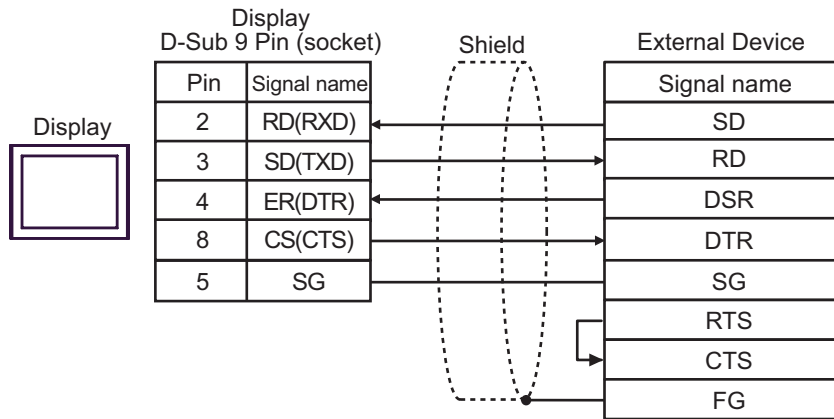 Display
D-Sub 9 Pin (socket)
Shield
External Device
Pin Signal name
Signal name
Display
2 RD(RXD) SD
3 SD(TXD) RD
4 ER(DTR) DSR
8 CS(CTS) DTR
5 SG SG
RTS
CTS
FG